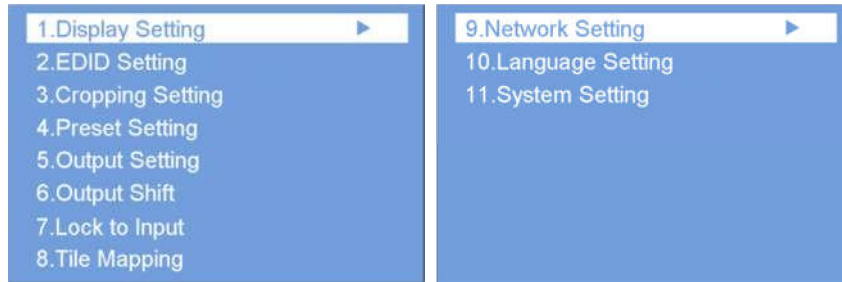 1.Display Setting
2.EDID Setting
3.Cropping Setting
4.Preset Setting
5.Output Setting
6.Output Shift
7.Lock to Input
8.Tile Mapping
9.Network Setting
10.Language Setting
11.System Setting